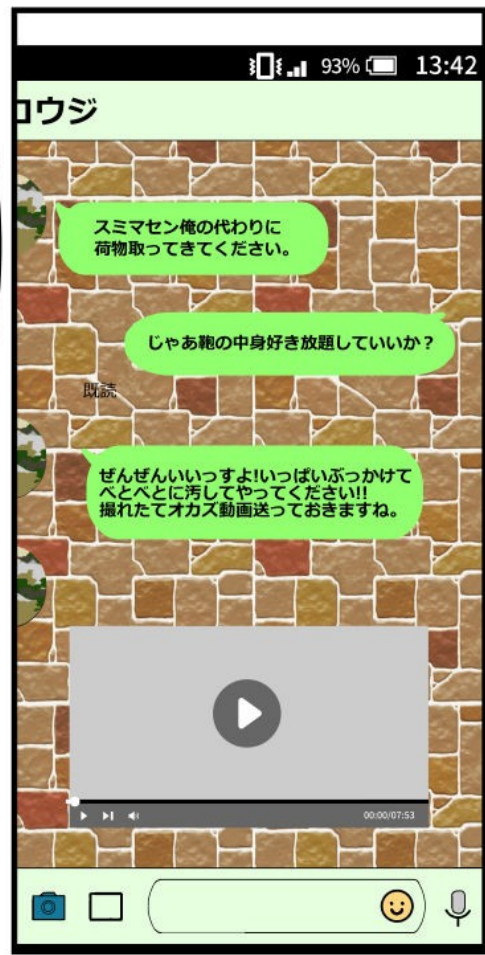 93% 13:42
コウジ
スミマセン俺の代わりに
荷物取ってきてください。
じゃあ鞄の中身好き放題していいか？
既読
ぜんぜんいいっすよ!いっぱいぶっかけて
べとべとに汚してやってください!!
撮れたてオカズ動画送っておきますね。
00:00/07:53